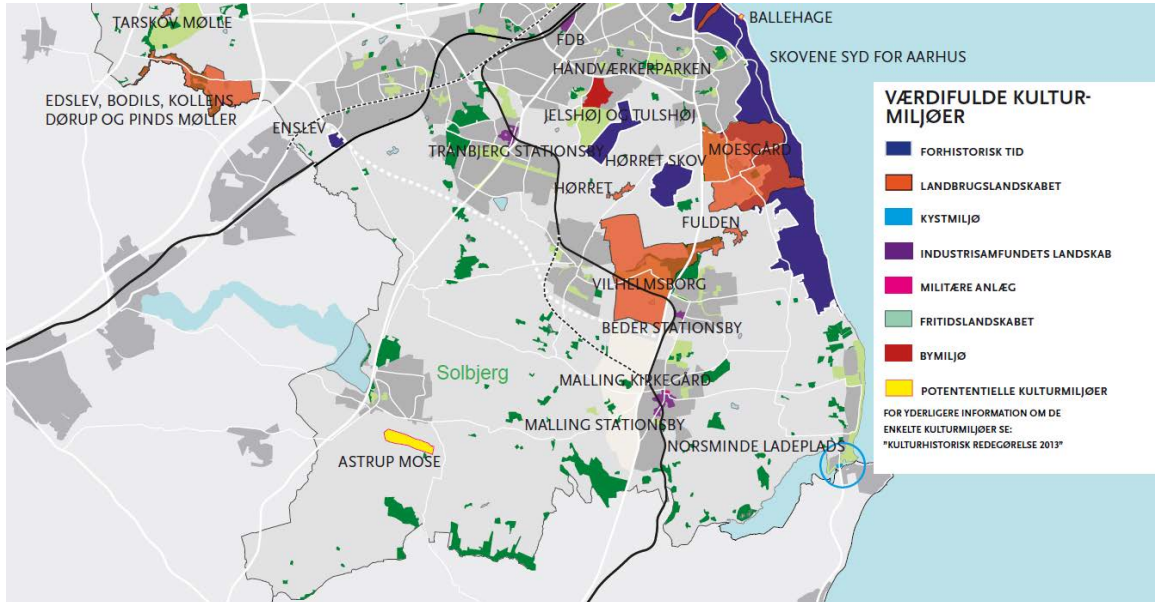 TARSKOV MØLLE
BALLEHAGE
FDB
SKOVENE SYD FOR AARHUS
HANDVÆRKERPARKEN
EDSLEV, BODILS, KOLLENS,
DØRUP OG PINDS MØLLER
JELSHØJ OG TULSHØJ
ENSLEV
TRANBJERG STATIONSBY
MOESGÅRD
HØRRET SKOV
HØRRET
FULDEN
VILHELMSBORG
BEDER STATIONSBY
Solbjerg
MALLING KIRKEGÅRD
MALLING STATIONSBY
NORSMINDE LADEPLADS
ASTRUP MOSE
VÆRDIFULDE KULTUR-
MILJØER
FORHISTORISK TID
LANDBRUGSLANDSKABET
KYSTMILJØ
INDUSTRISAMFUNDETS LANDSKAB
MILITÆRE ANLÆG
FRITIDSLANDSKABET
BYMILJØ
POTENTENTIELLE KULTURMILJØER
FOR YDERLIGERE INFORMATION OM DE
ENKELTE KULTURMILJØER SE:
"KULTURHISTORISK REDEGØRELSE 2013"